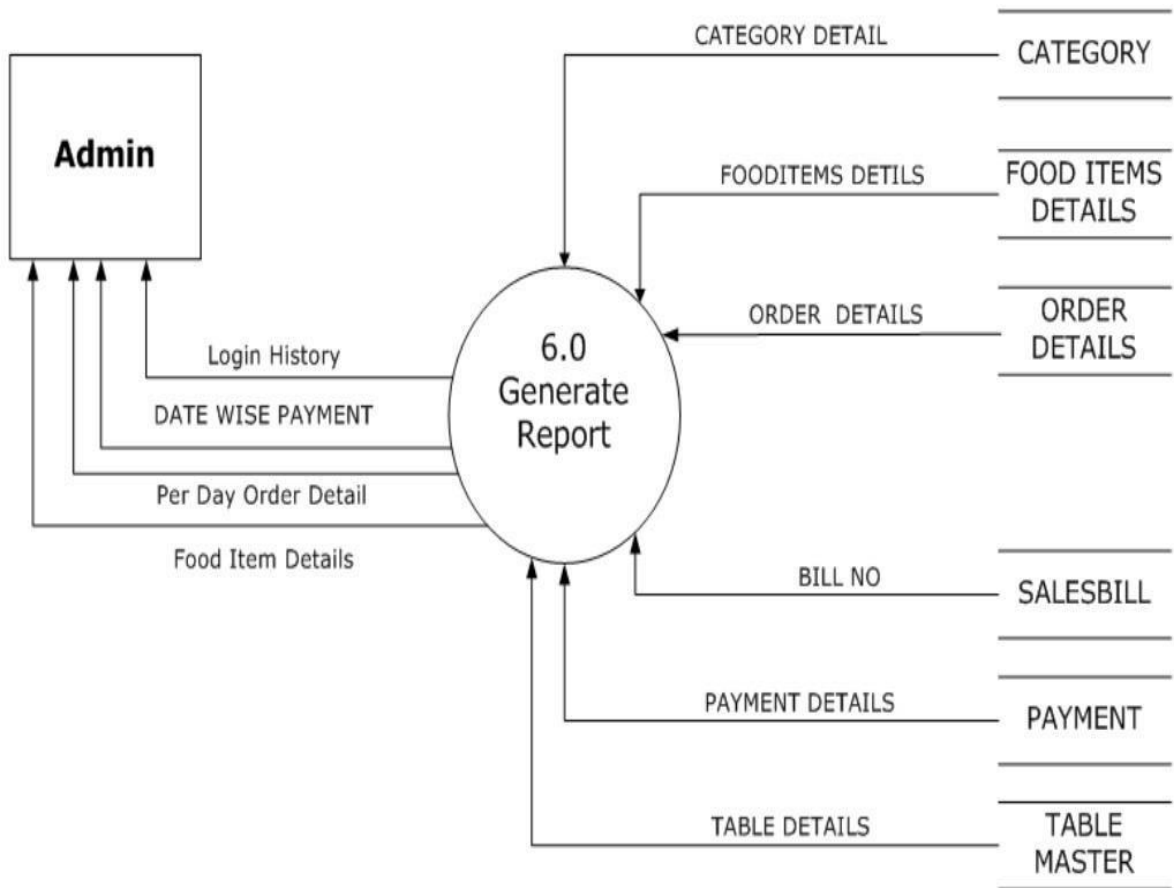 CATEGORY DETAIL
CATEGORY
Admin
FOODITEMS DETILS
FOOD ITEMS
DETAILS
ORDER DETAILS
ORDER
DETAILS
6.0
Generate
Report
Login History
DATE WISE PAYMENT
Per Day Order Detail
Food Item Details
BILL NO
SALESBILL
PAYMENT DETAILS
PAYMENT
TABLE DETAILS
TABLE
MASTER